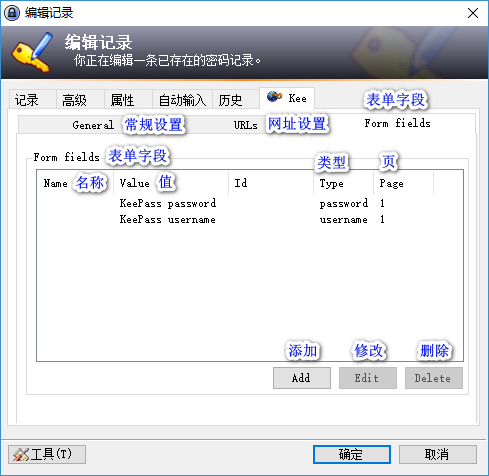 编辑记录
编辑记录
你正在编辑一条已存在的密码记录。
记录 高级 属性 自动输入 历史 Kee 表单字段
General 常规设置 URLs 网址设置 Form fields
Form fields 表单字段 类型 页
Name 名称 Value 值 Id Type Page
KeePass password password 1
KeePass username username 1
添加 修改 删除
Add Edit Delete
工具(T) 确定 取消